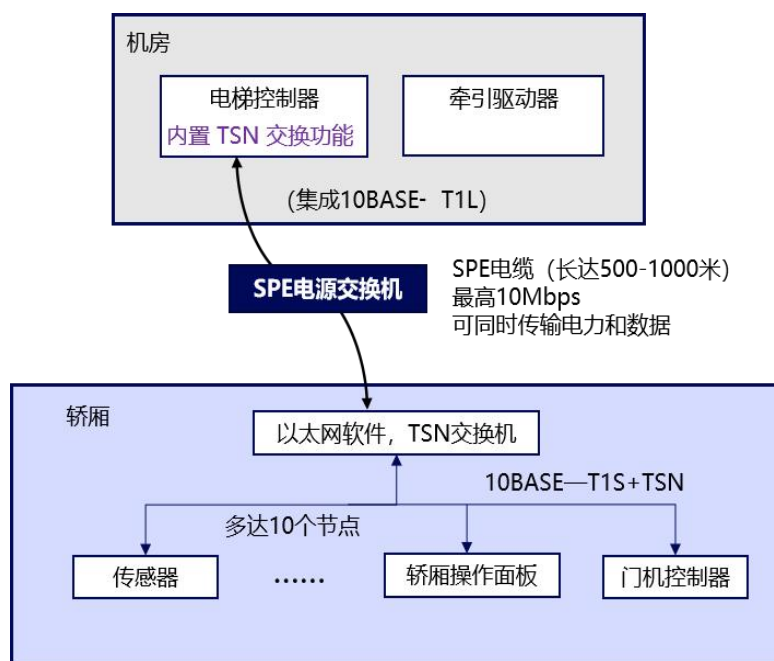 机房
电梯控制器
内置 TSN 交换功能
牵引驱动器
(集成10BASE- T1L)
SPE电源交换机
SPE电缆（长达500-1000米）
最高10Mbps
可同时传输电力和数据
轿厢
以太网软件，TSN交换机
10BASE—T1S+TSN
多达10个节点
传感器
……
轿厢操作面板
门机控制器